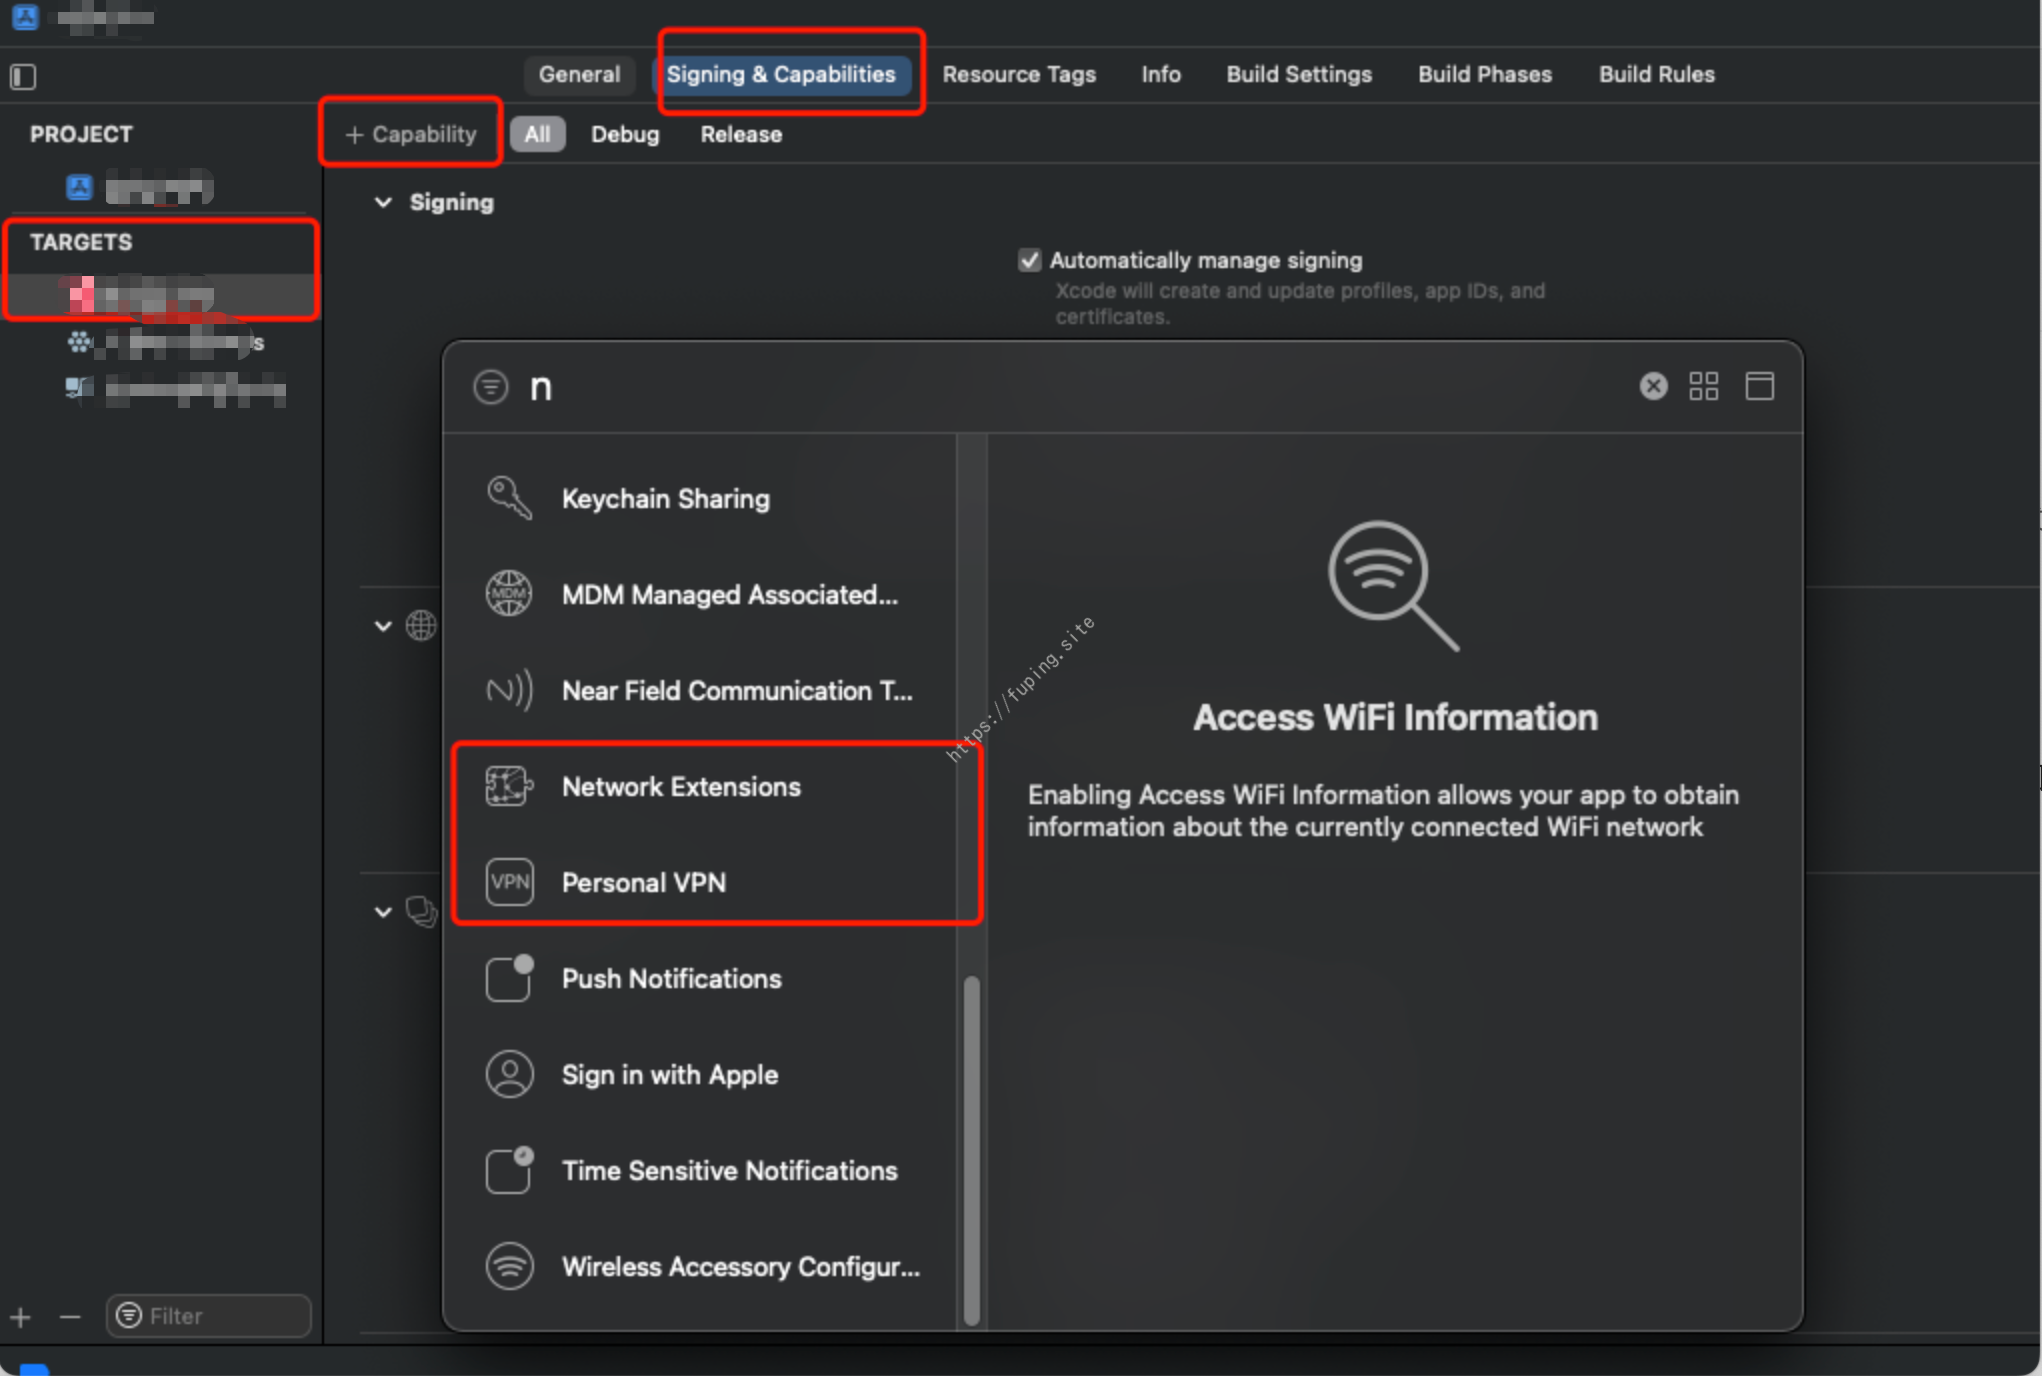 General
Signing & Capabilities
Resource Tags
Info
Build Settings
Build Phases
Build Rules
PROJECT
+ Capability
All
Debug
Release
Signing
TARGETS
Automatically manage signing
Xcode will create and update profiles, app IDs, and
certificates.
s
n
Keychain Sharing
MDM
MDM Managed Associated...
Near Field Communication T...
Network Extensions
VPN
Personal VPN
Push Notifications
Sign in with Apple
Time Sensitive Notifications
Wireless Accessory Configur...
https://fuping.site
Access WiFi Information
Enabling Access WiFi Information allows your app to obtain
information about the currently connected WiFi network
Filter